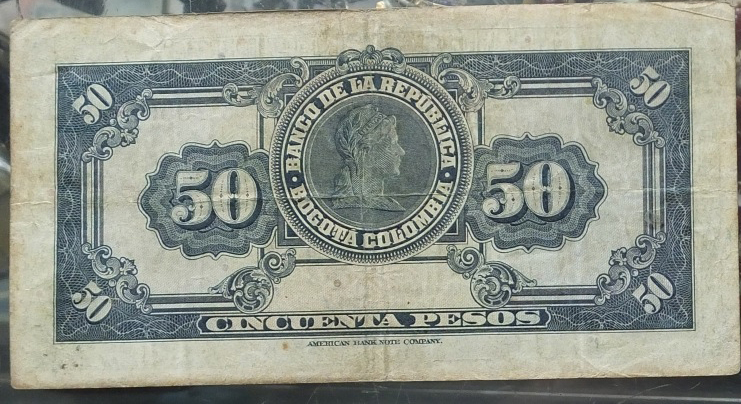 50 50
BANCO DE LA REPUBLICA
50 50
BOGOTA COLOMBIA
50 50
CINCUENTA PESOS
AMERICAN BANK NOTE COMPANY.